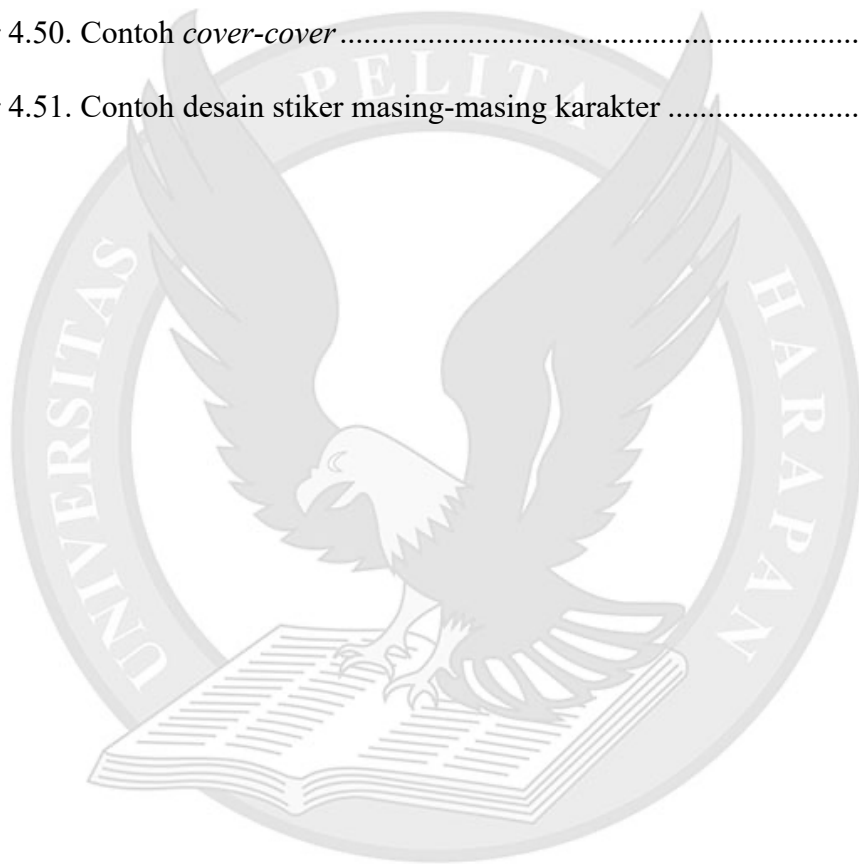 r 4.50. Contoh cover-cover..................................................................
r 4.51. Contoh desain stiker masing-masing karakter ........................
UNIVERSITAS PELITA HARAPAN